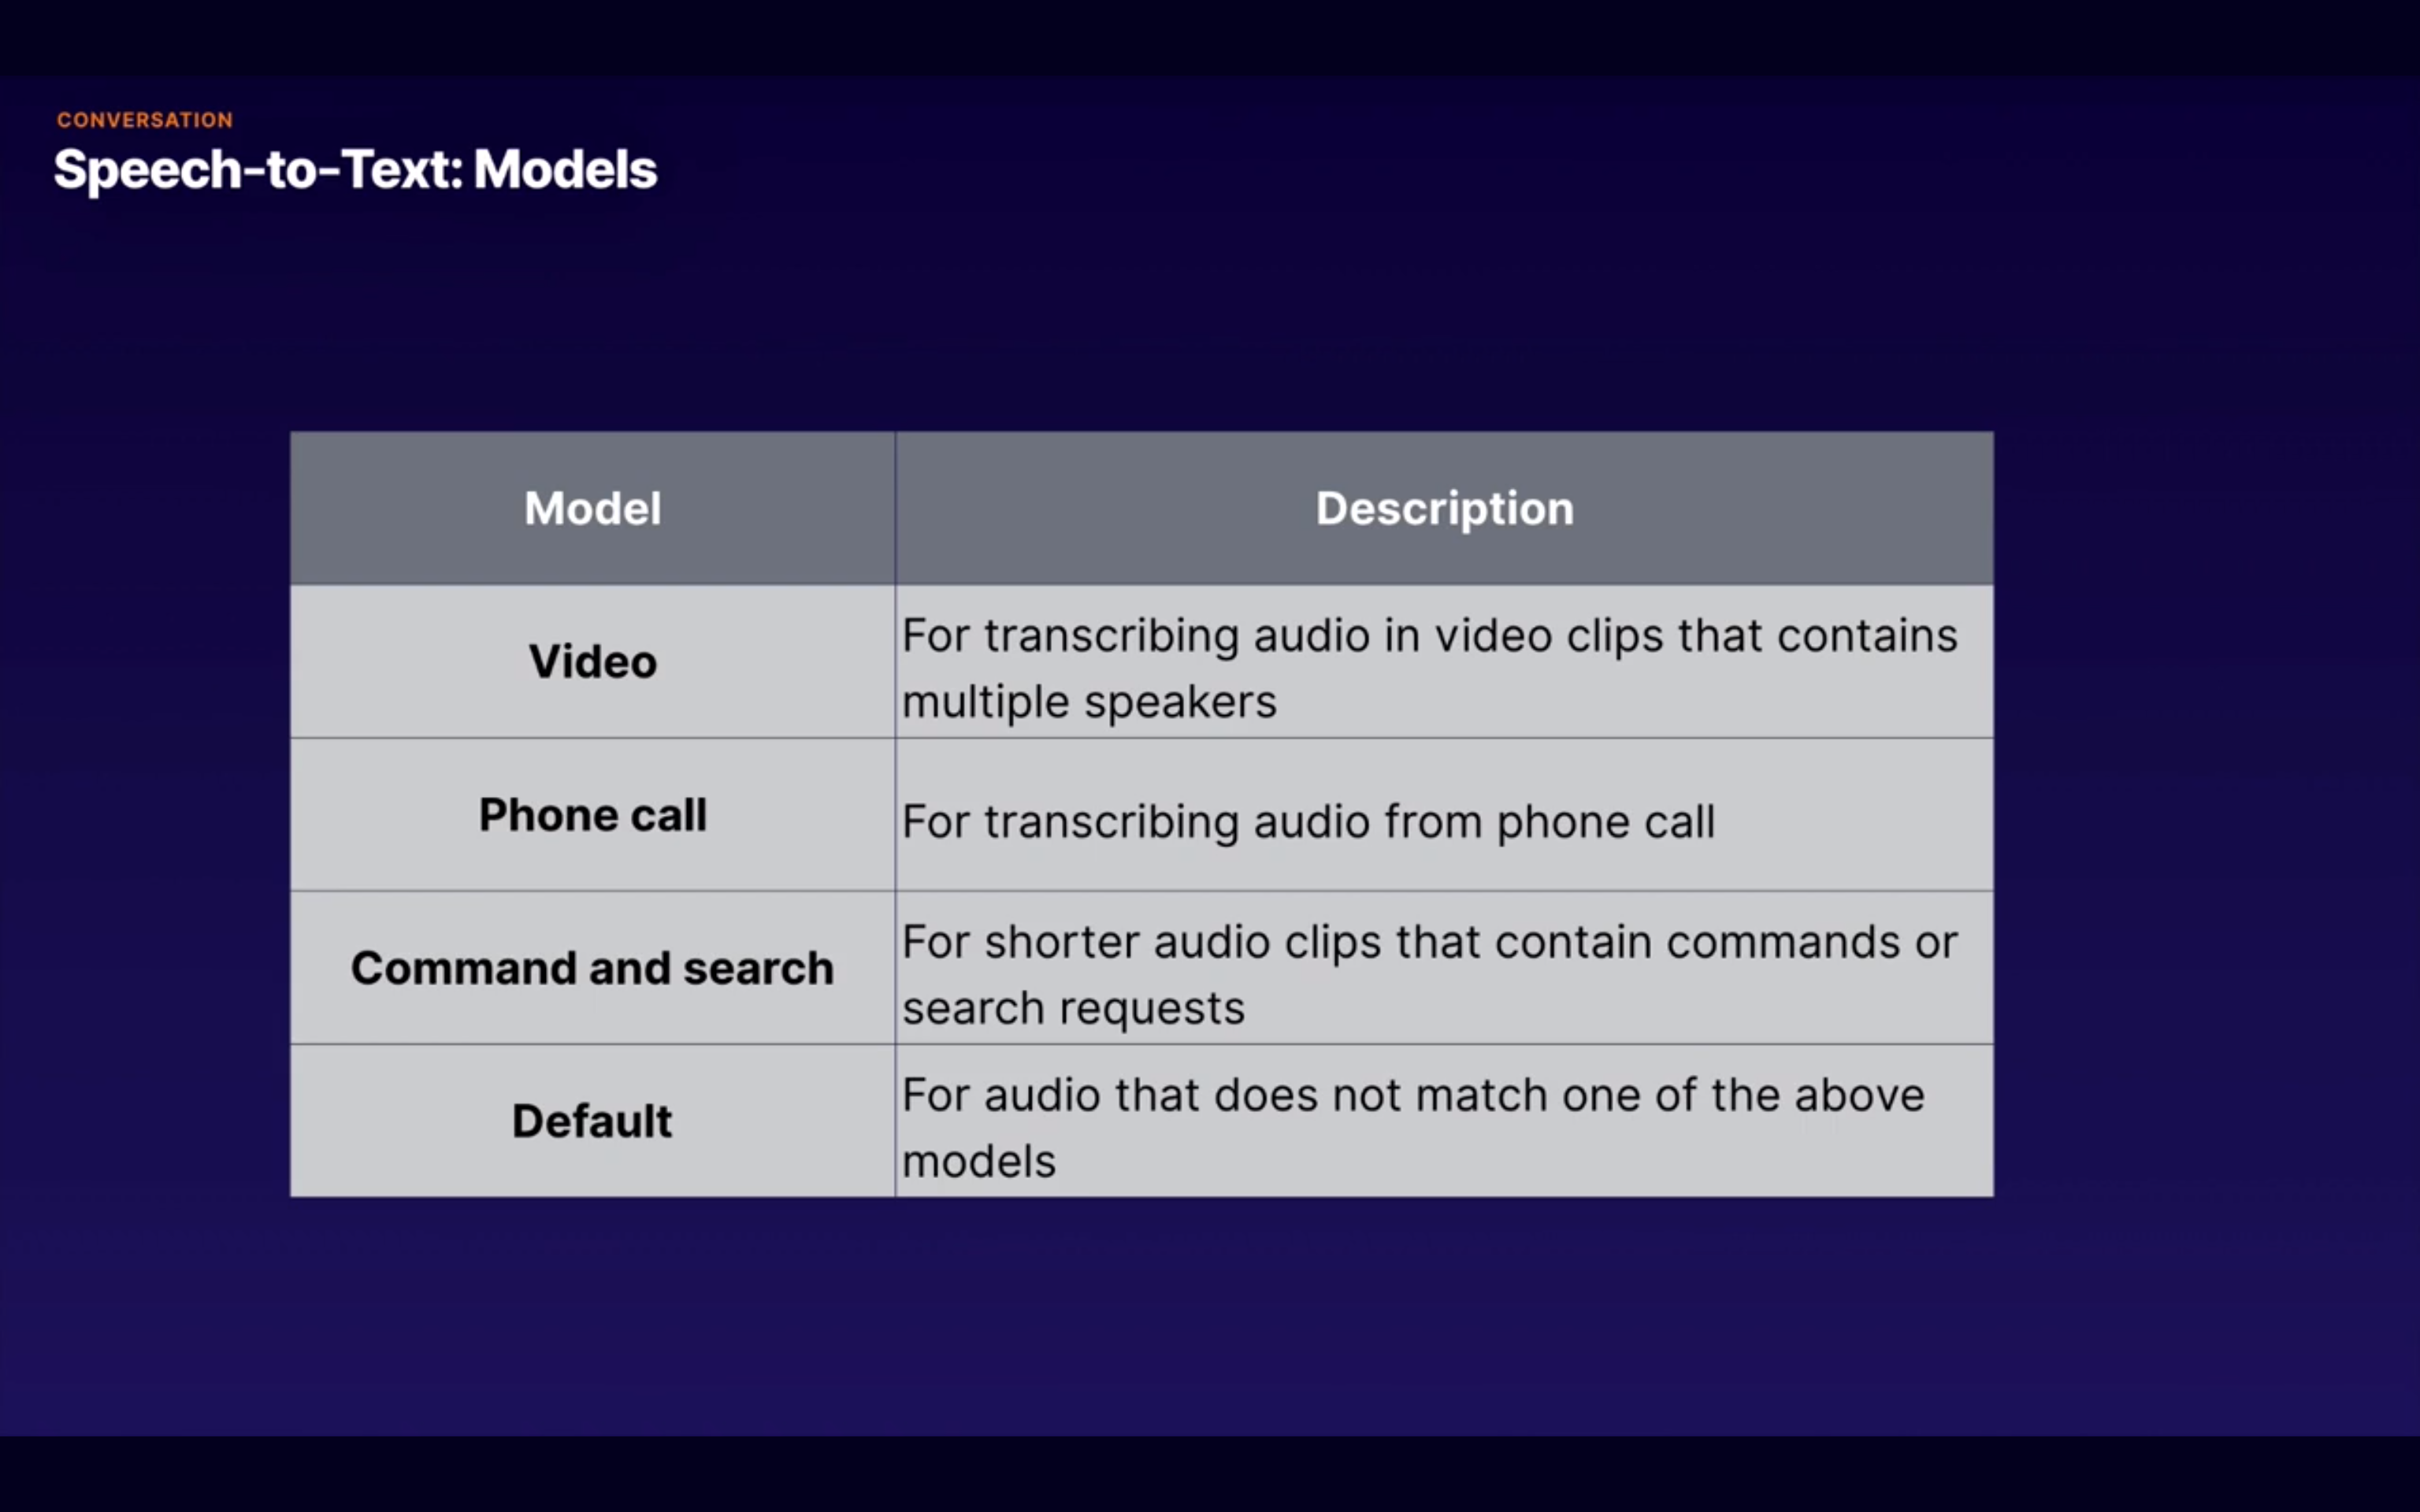 CONVERSATION
Speech-to-Text: Models
Model
Description
Video
For transcribing audio in video clips that contains
multiple speakers
Phone call
For transcribing audio from phone call
Command and search
For shorter audio clips that contain commands or
search requests
Default
For audio that does not match one of the above
models